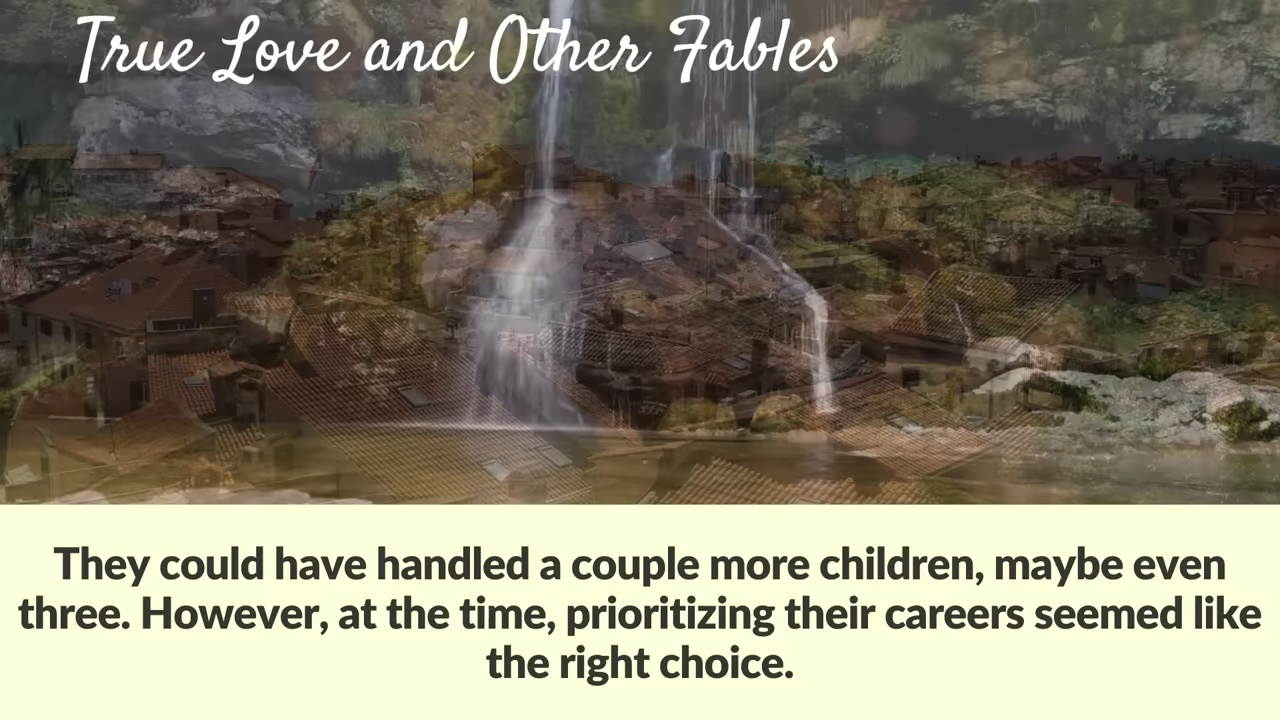 True Love and Other Fables
They could have handled a couple more children, maybe even
three. However, at the time, prioritizing their careers seemed like
the right choice.